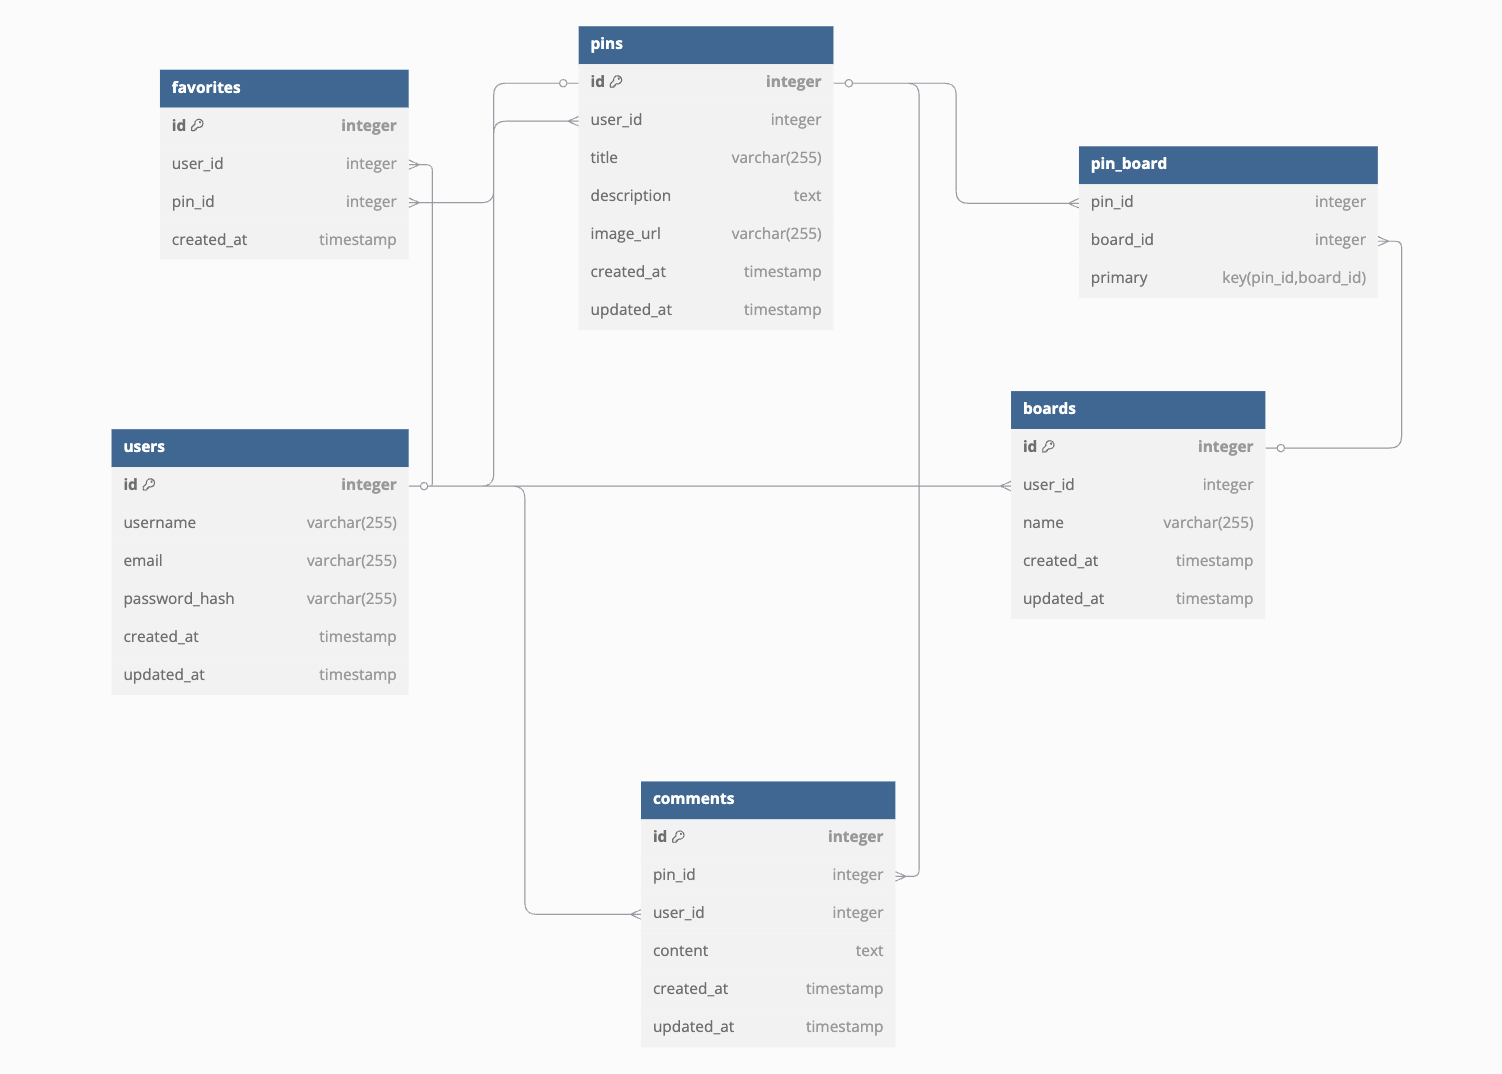 favorites
id integer
user_id integer
pin_id integer
created_at timestamp
pins
id integer
user_id integer
title varchar(255)
description text
image_url varchar(255)
created_at timestamp
updated_at timestamp
pin_board
pin_id integer
board_id integer
primary key(pin_id,board_id)
users
id integer
username varchar(255)
email varchar(255)
password_hash varchar(255)
created_at timestamp
updated_at timestamp
boards
id integer
user_id integer
name varchar(255)
created_at timestamp
updated_at timestamp
comments
id integer
pin_id integer
user_id integer
content text
created_at timestamp
updated_at timestamp